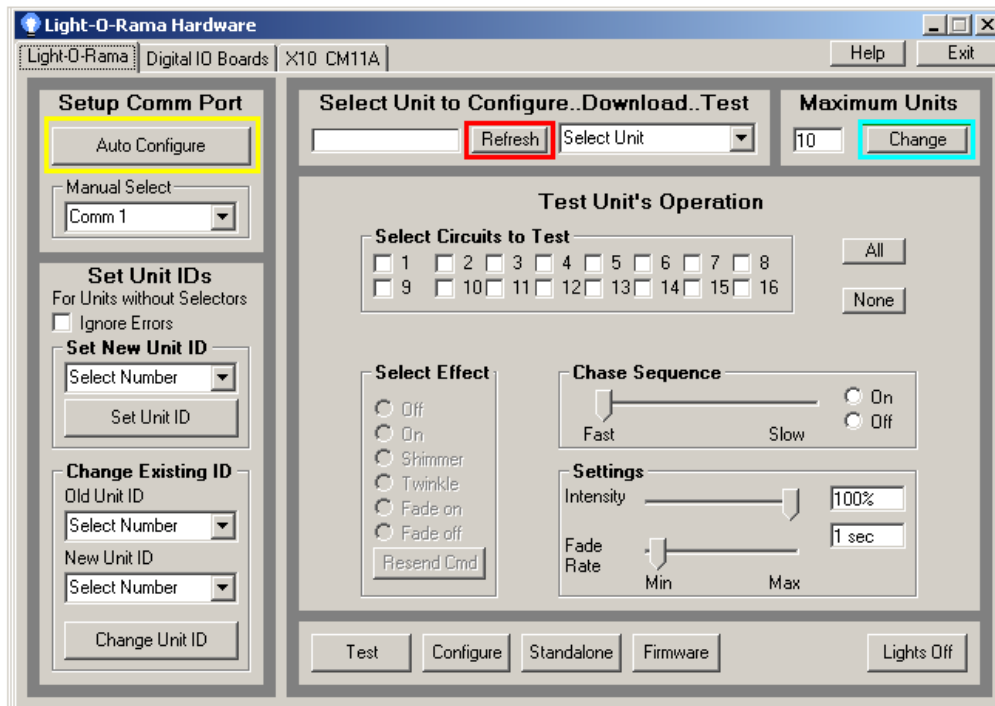 Light-O-Rama Hardware
Light-O-Rama Digital IO Boards X10 CM11A Help Exit
Setup Comm Port
Auto Configure
Manual Select
Comm 1
Set Unit IDs
For Units without Selectors
Ignore Errors
Set New Unit ID
Select Number
Set Unit ID
Change Existing ID
Old Unit ID
Select Number
New Unit ID
Select Number
Change Unit ID
Select Unit to Configure..Download..Test
Refresh Select Unit
Maximum Units
10 Change
Test Unit's Operation
Select Circuits to Test
1 2 3 4 5 6 7 8
9 10 11 12 13 14 15 16
All
None
Select Effect
Off
On
Shimmer
Twinkle
Fade on
Fade off
Resend Cmd
Chase Sequence
Fast Slow
On
Off
Settings
Intensity 100%
1 sec
Fade
Rate
Min Max
Test Configure Standalone Firmware Lights Off